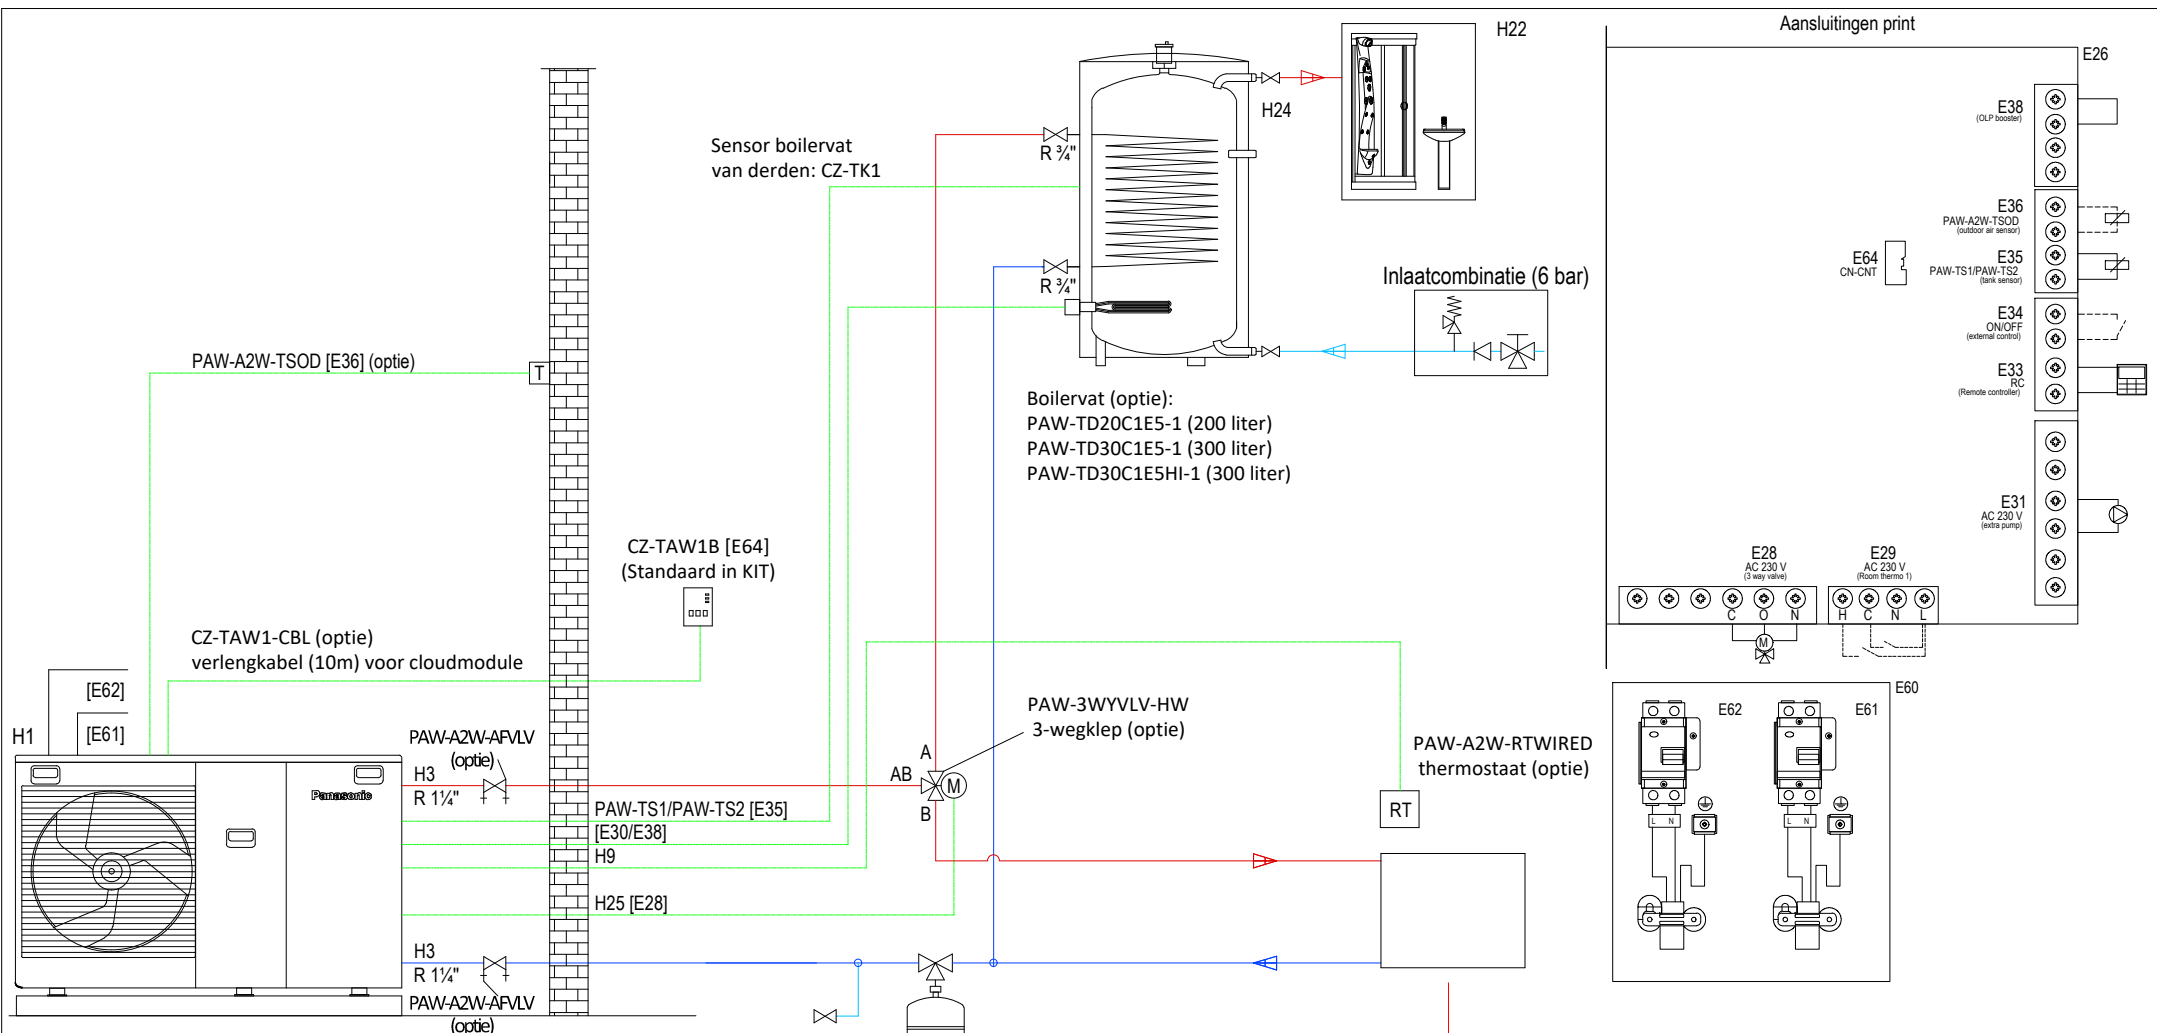 Aansluitingen print
H22
E26
H24
Sensor boilervat
van derden: CZ-TK1
R ¾"
R ¾"
Inlaatcombinatie (6 bar)
PAW-A2W-TSOD [E36] (optie)
T
Boilervat (optie):
PAW-TD20C1E5-1 (200 liter)
PAW-TD30C1E5-1 (300 liter)
PAW-TD30C1E5HI-1 (300 liter)
CZ-TAW1B [E64]
(Standaard in KIT)
CZ-TAW1-CBL (optie)
verlengkabel (10m) voor cloudmodule
[E62]
[E61]
H1
PAW-A2W-AFVLV
(optie)
H3
R 1¼"
Panasonic
PAW-3WYVLV-HW
3-wegklep (optie)
A
AB
M
B
PAW-A2W-RTWIRED
thermostaat (optie)
RT
PAW-TS1/PAW-TS2 [E35]
[E30/E38]
H9
H25 [E28]
H3
R 1¼"
PAW-A2W-AFVLV
(optie)
E38
(OLP booster)
E36
PAW-A2W-TSOD
(outdoor air sensor)
E64
CN-CNT
E35
PAW-TS1/PAW-TS2
(tank sensor)
E34
ON/OFF
(external control)
E33
RC
(Remote controller)
E31
AC 230 V
(extra pump)
E28
AC 230 V
(3 way valve)
E29
AC 230 V
(Room thermo 1)
C O N
H C N L
M
E60
E62
E61
L N
L N